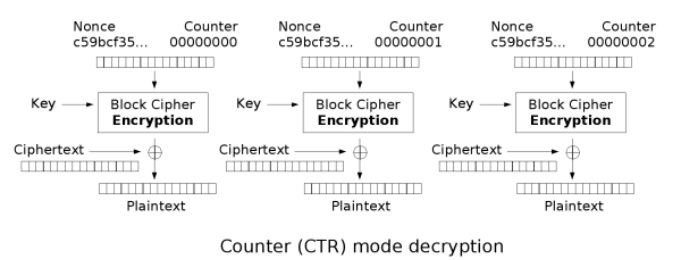 Nonce Counter Nonce Counter Nonce Counter
c59bcf35... 00000000 c59bcf35... 00000001 c59bcf35... 00000002
Key Block Cipher Key Block Cipher Key Block Cipher
Encryption Encryption Encryption
Ciphertext Ciphertext Ciphertext
Plaintext Plaintext Plaintext
Counter (CTR) mode decryption